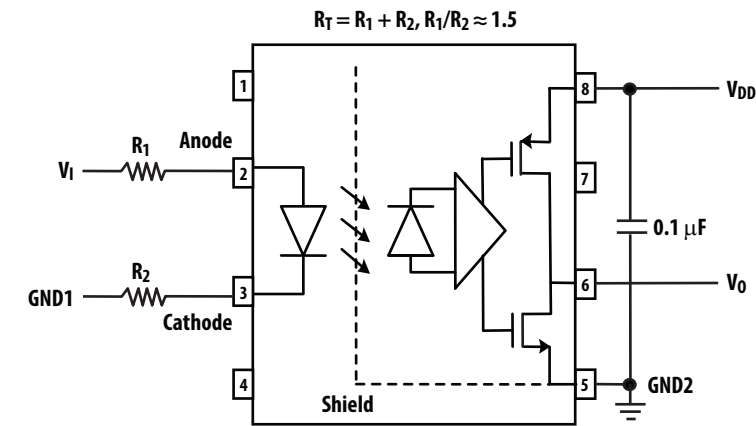 R_T = R_1 + R_2, R_1/R_2 ≈ 1.5
1
8
V_DD
R_1
Anode
V_I
2
7
0.1 μF
R_2
GND1
3
6
V_O
Cathode
4
5
GND2
Shield